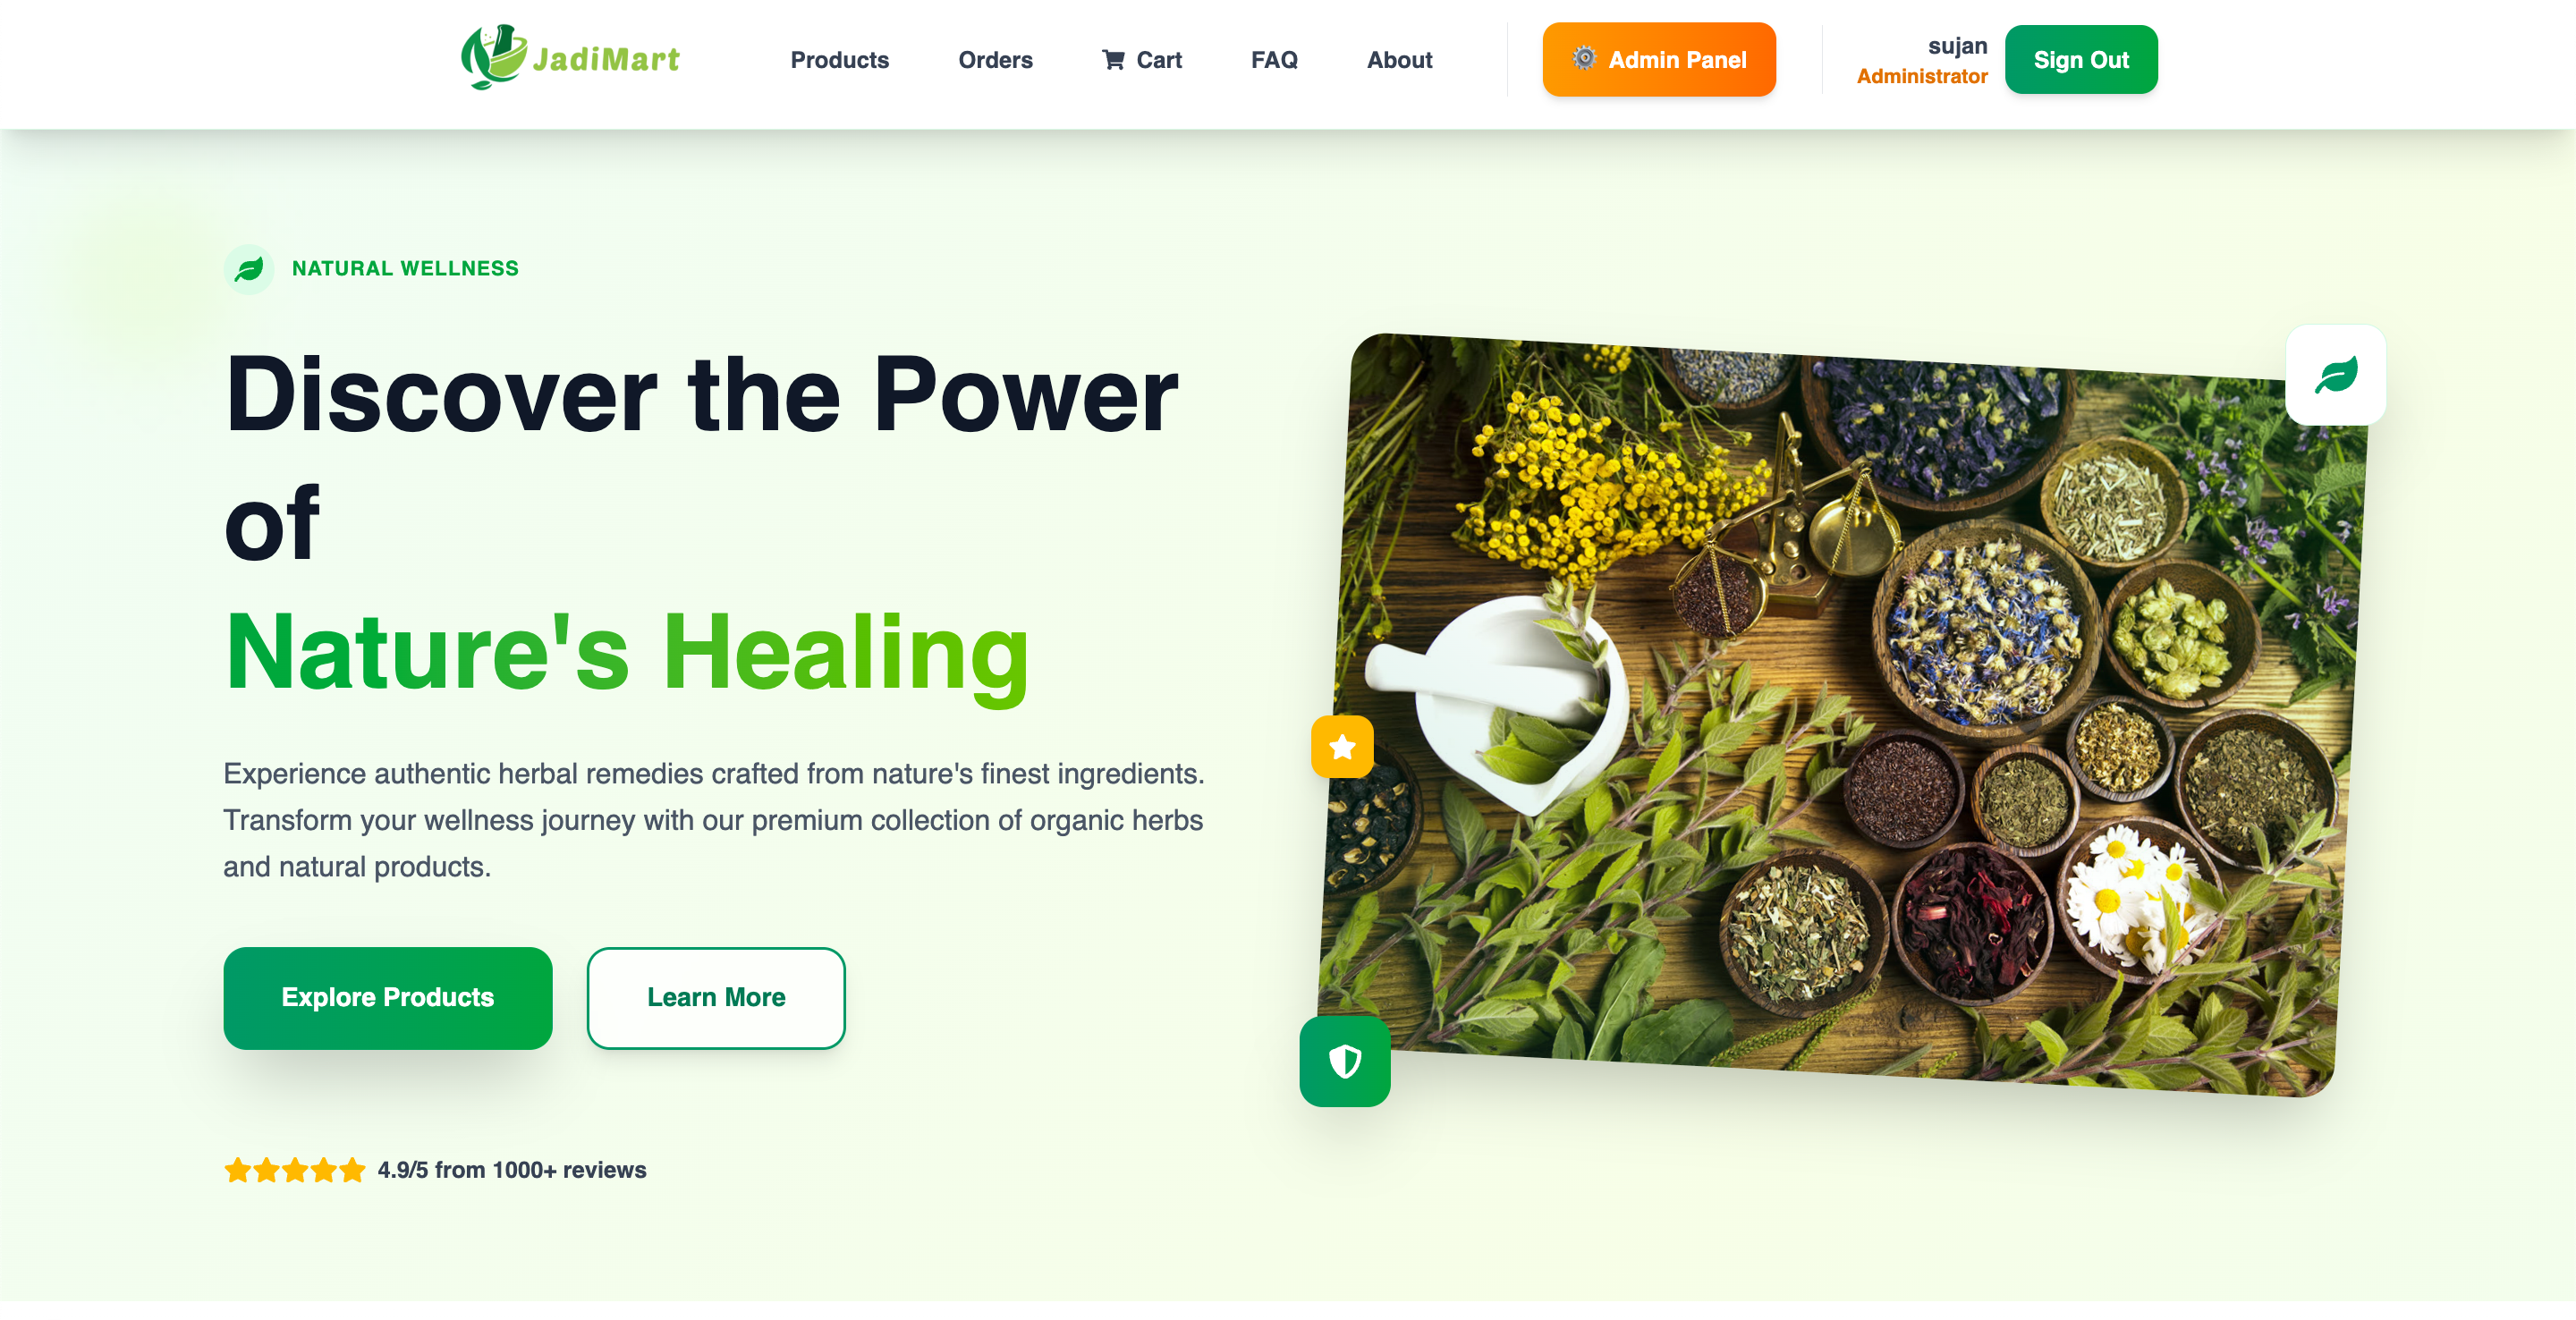 JadiMart
Products
Orders
Cart
FAQ
About
Admin Panel
sujan
Administrator
Sign Out
NATURAL WELLNESS
Discover the Power
of
Nature's Healing
Experience authentic herbal remedies crafted from nature's finest ingredients.
Transform your wellness journey with our premium collection of organic herbs
and natural products.
Explore Products
Learn More
4.9/5 from 1000+ reviews